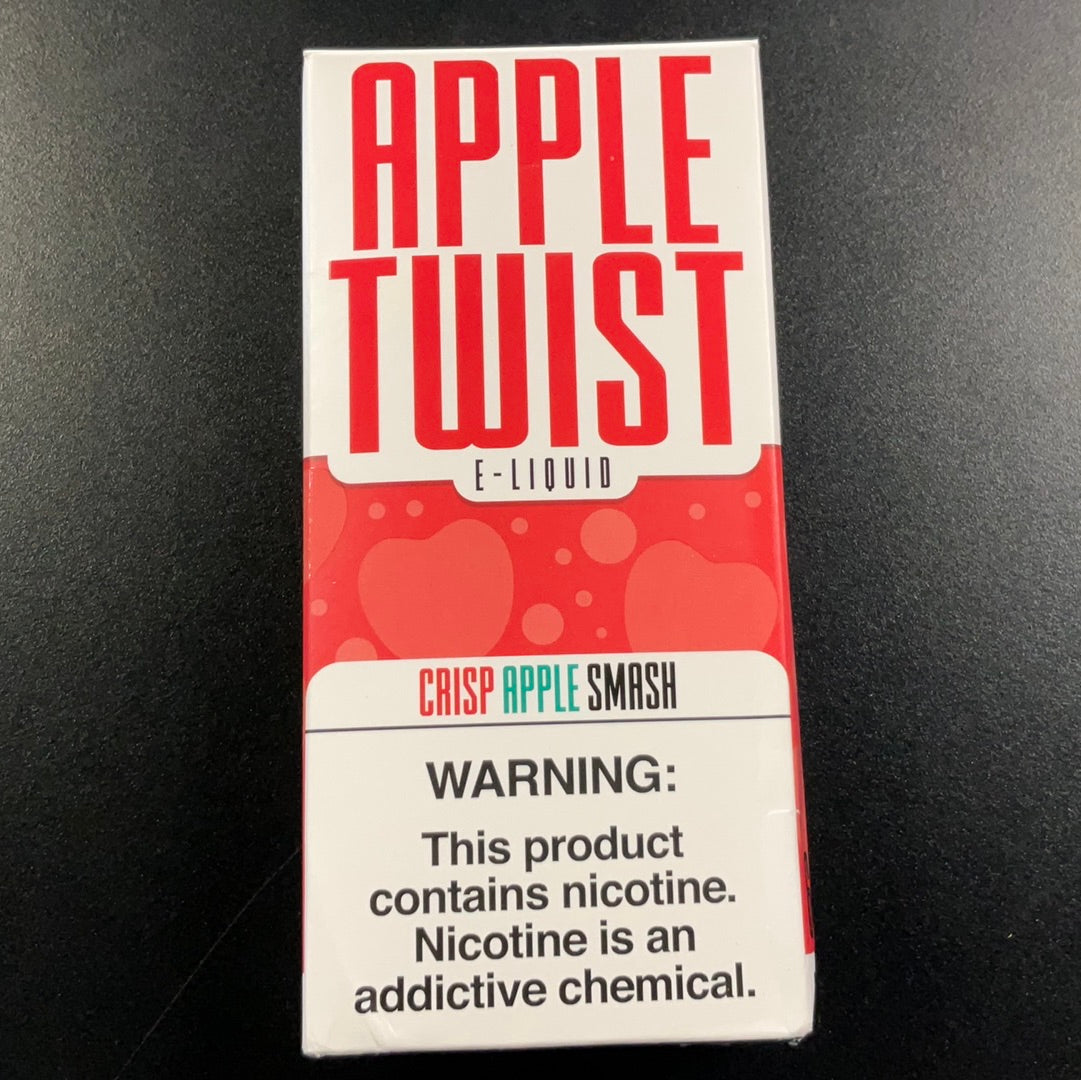 APPLE
TWIST
E-LIQUID
CRISP APPLE SMASH
WARNING:
This product
contains nicotine.
Nicotine is an
addictive chemical.